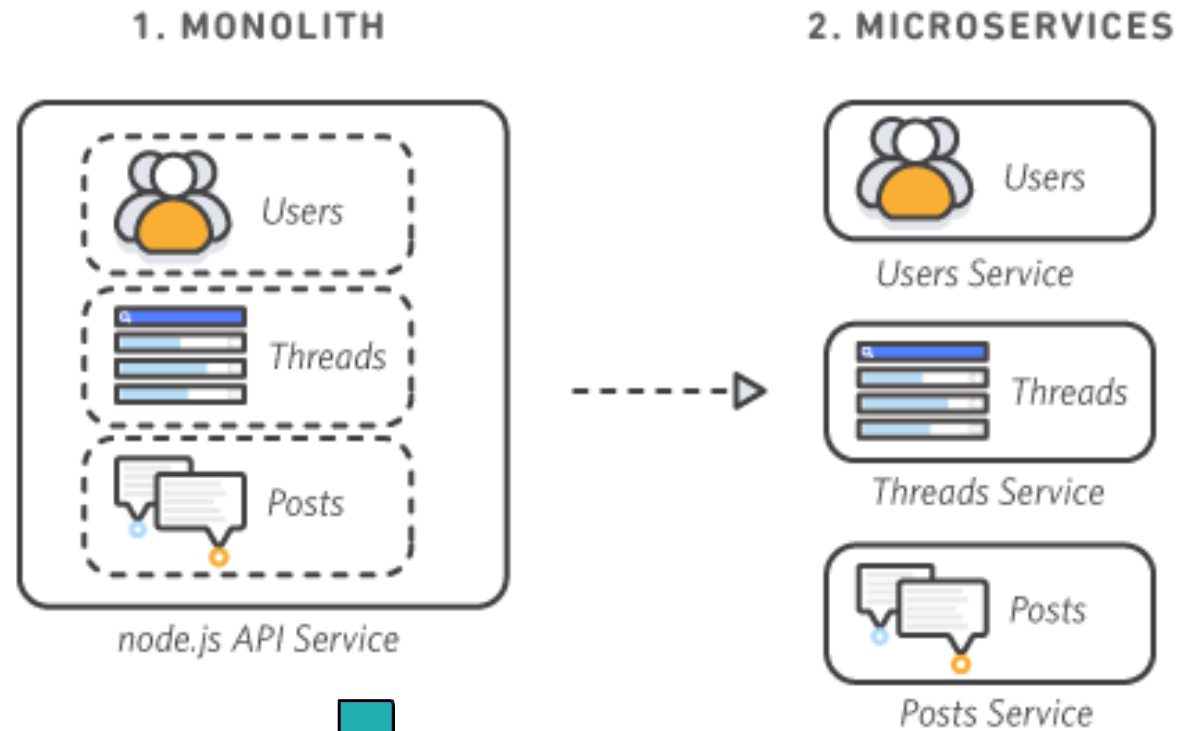 1. MONOLITH
Users
Threads
Posts
node.js API Service
2. MICROSERVICES
Users
Users Service
Threads
Threads Service
Posts
Posts Service